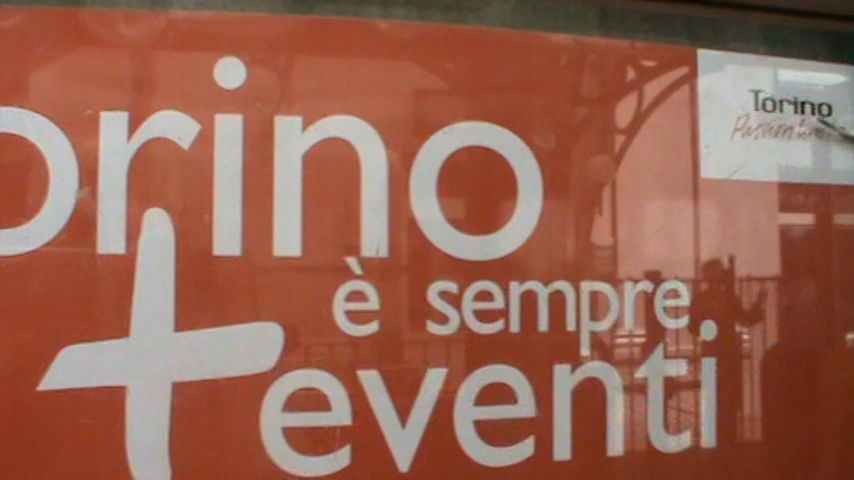 orino
è sempre
+ eventi
Torino